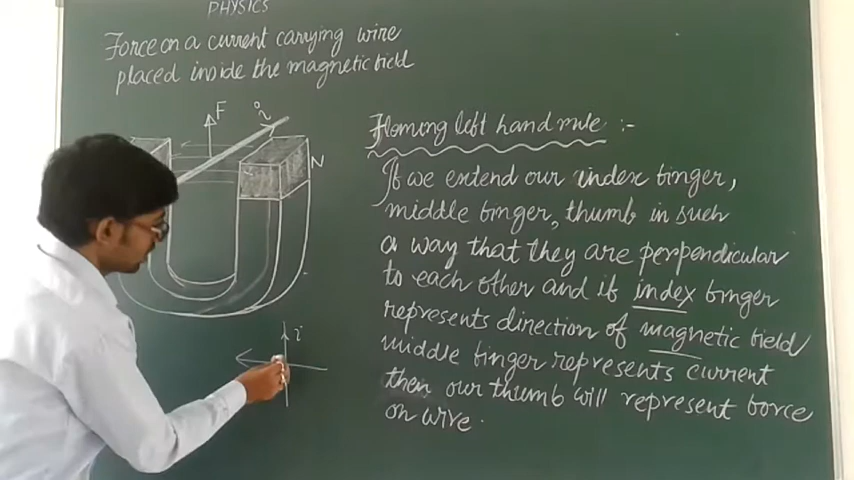 PHYSICS
Force on a current carrying wire
placed inside the magnetic field
F
i
N
Fleming left hand rule :-
If we extend our index finger,
middle finger, thumb in such
a way that they are perpendicular
to each other and if index finger
represents direction of magnetic field
middle finger represents current
then our thumb will represent force
on wire.
i